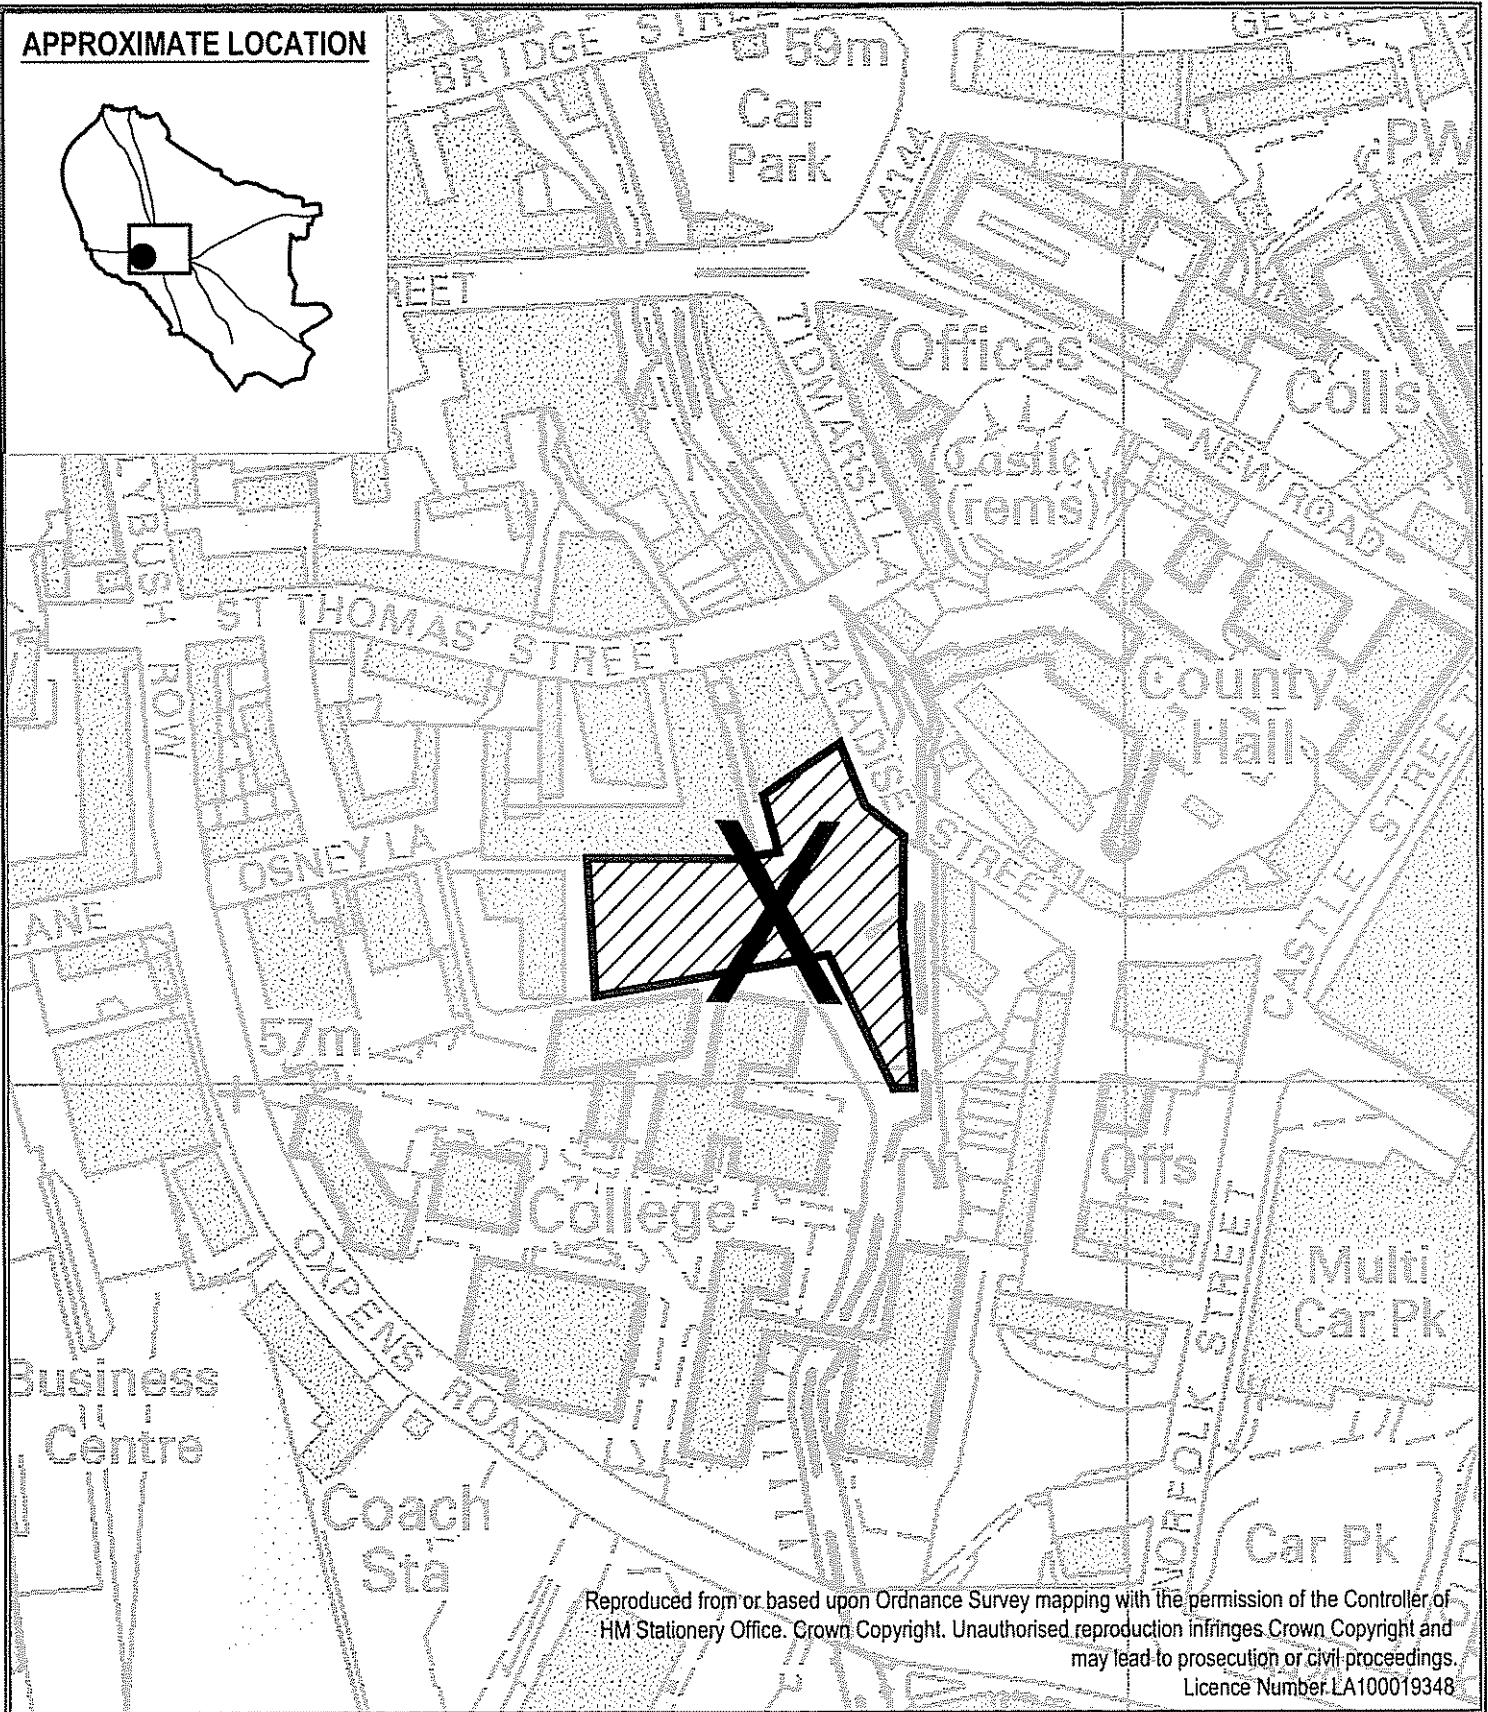 APPROXIMATE LOCATION
BRIDGE STRE
59m
Car
Park
A4144
PW
REET
TIDMARSH LA
Offices
Colls
Castle
(rems)
NEW ROAD
YBUSH
ROW
ST THOMAS' STREET
PARADISE
STREET
County
Hall
CASTLE STREET
OSNEY LA
LANE
57m
College
Offs
NORFOLK STREET
Multi
Car Pk
OXPENS ROAD
Business
Centre
Coach
Sta
Car Pk
Reproduced from or based upon Ordnance Survey mapping with the permission of the Controller of
HM Stationery Office. Crown Copyright. Unauthorised reproduction infringes Crown Copyright and
may lead to prosecution or civil proceedings.
Licence Number LA100019348